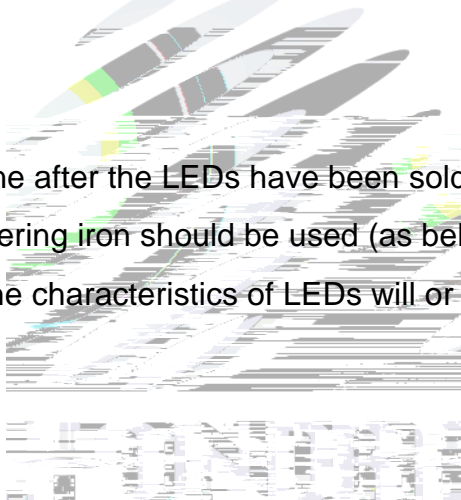 ne after the LEDs have been sold
ering iron should be used (as bel
ne characteristics of LEDs will or